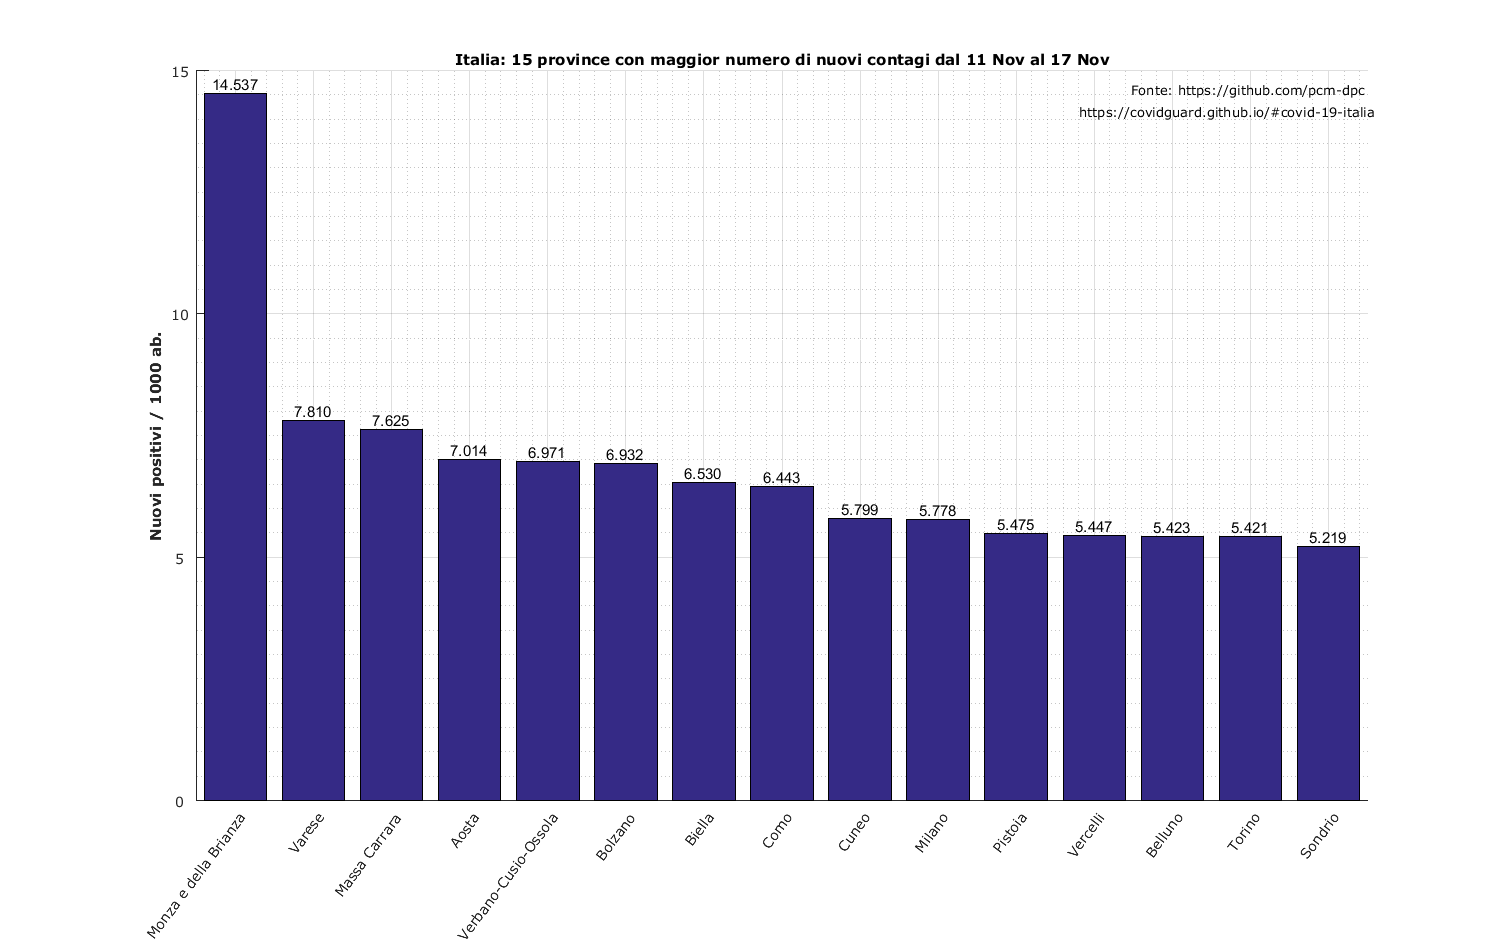 Italia: 15 province con maggior numero di nuovi contagi dal 11 Nov al 17 Nov
Fonte: https://github.com/pcm-dpc
https://covidguard.github.io/#covid-19-italia
Nuovi positivi / 1000 ab.
15
10
5
0
14.537
7.810
7.625
7.014
6.971
6.932
6.530
6.443
5.799
5.778
5.475
5.447
5.423
5.421
5.219
Monza e della Brianza
Varese
Massa Carrara
Aosta
Verbano-Cusio-Ossola
Bolzano
Biella
Como
Cuneo
Milano
Pistoia
Vercelli
Belluno
Torino
Sondrio